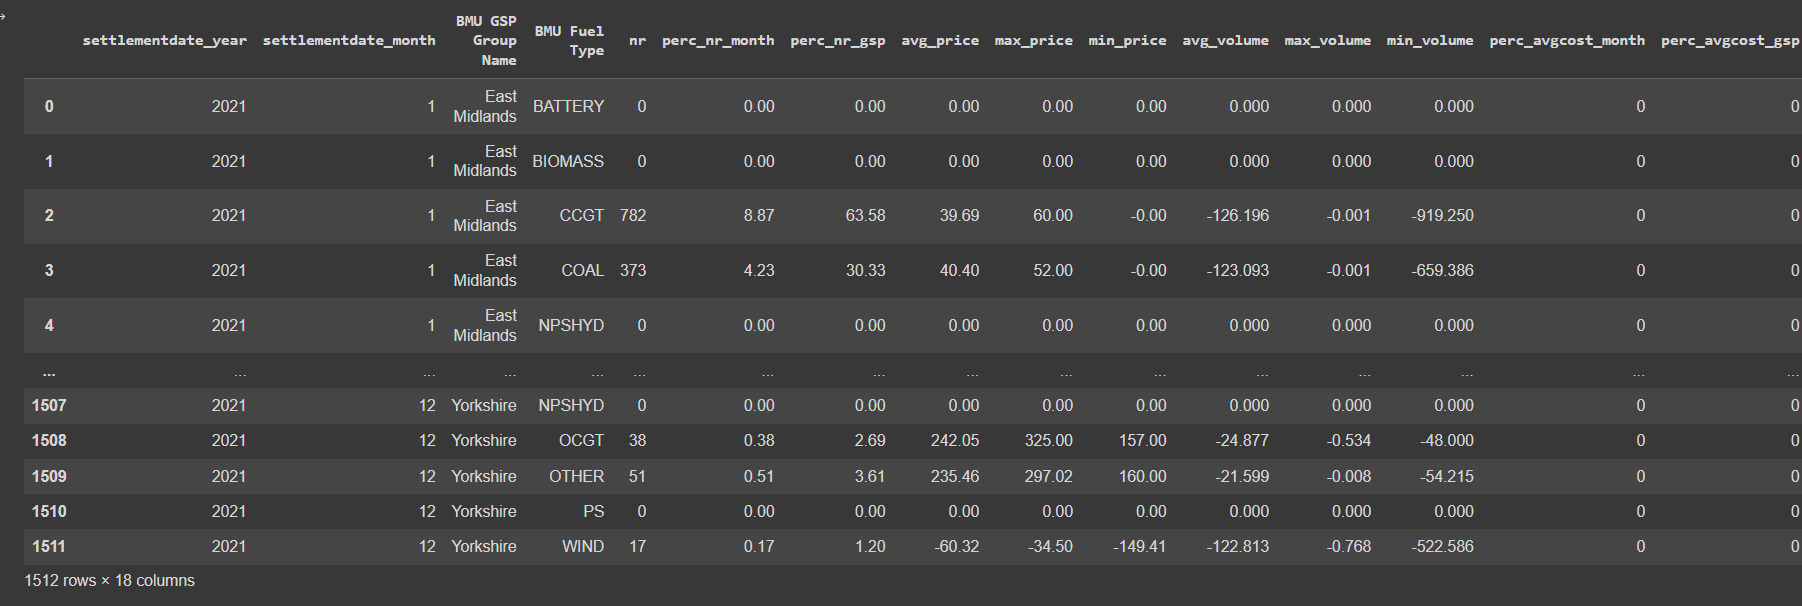 settlementdate_year settlementdate_month BMU GSP Group Name BMU Fuel Type nr perc_nr_month perc_nr_gsp avg_price max_price min_price avg_volume max_volume min_volume perc_avgcost_month perc_avgcost_gsp
0 2021 1 East Midlands BATTERY 0 0.00 0.00 0.00 0.00 0.00 0.000 0.000 0.000 0 0
1 2021 1 East Midlands BIOMASS 0 0.00 0.00 0.00 0.00 0.00 0.000 0.000 0.000 0 0
2 2021 1 East Midlands CCGT 782 8.87 63.58 39.69 60.00 -0.00 -126.196 -0.001 -919.250 0 0
3 2021 1 East Midlands COAL 373 4.23 30.33 40.40 52.00 -0.00 -123.093 -0.001 -659.386 0 0
4 2021 1 East Midlands NPSHYD 0 0.00 0.00 0.00 0.00 0.00 0.000 0.000 0.000 0 0
... ... ... ... ... ... ... ... ... ... ... ... ... ... ... ...
1507 2021 12 Yorkshire NPSHYD 0 0.00 0.00 0.00 0.00 0.00 0.000 0.000 0.000 0 0
1508 2021 12 Yorkshire OCGT 38 0.38 2.69 242.05 325.00 157.00 -24.877 -0.534 -48.000 0 0
1509 2021 12 Yorkshire OTHER 51 0.51 3.61 235.46 297.02 160.00 -21.599 -0.008 -54.215 0 0
1510 2021 12 Yorkshire PS 0 0.00 0.00 0.00 0.00 0.00 0.000 0.000 0.000 0 0
1511 2021 12 Yorkshire WIND 17 0.17 1.20 -60.32 -34.50 -149.41 -122.813 -0.768 -522.586 0 0
1512 rows × 18 columns